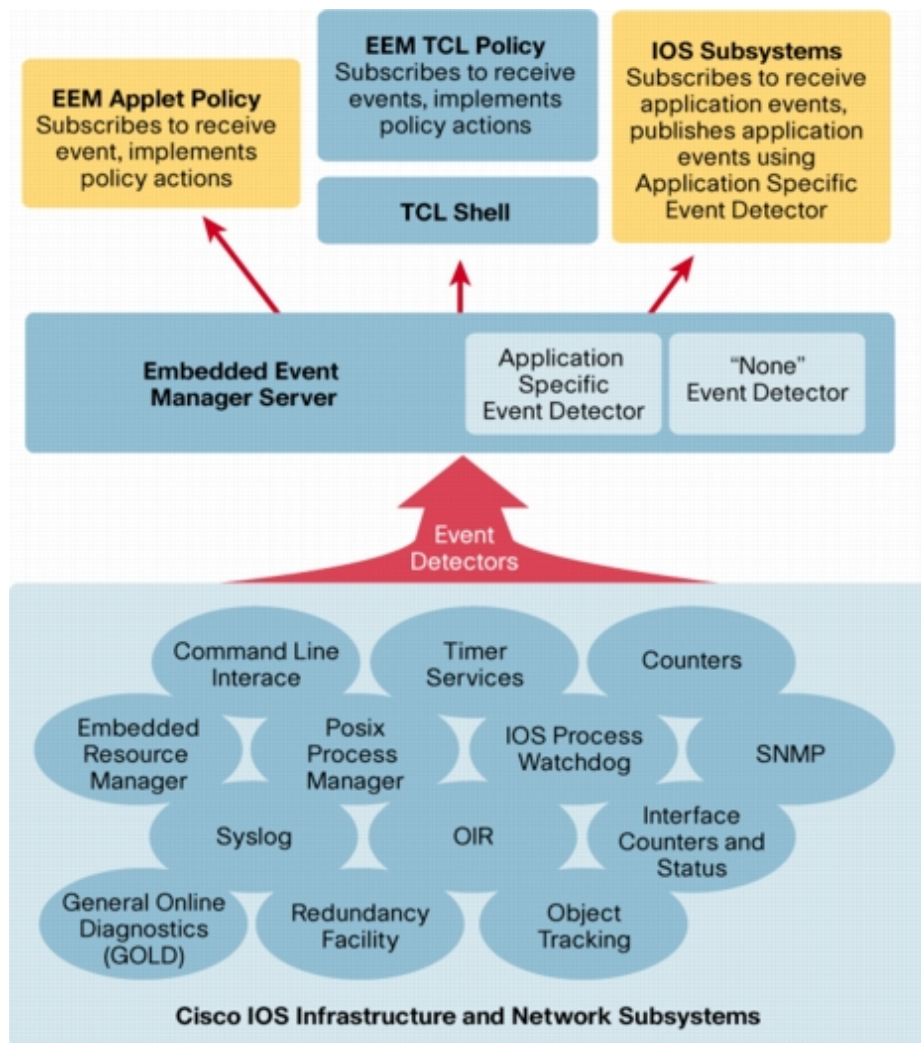 EEM Applet Policy
Subscribes to receive
event, implements
policy actions
EEM TCL Policy
Subscribes to receive
events, implements
policy actions
TCL Shell
IOS Subsystems
Subscribes to receive
application events,
publishes application
events using
Application Specific
Event Detector
Embedded Event
Manager Server
Application
Specific
Event Detector
“None”
Event Detector
Event
Detectors
Command Line
Interace
Timer
Services
Counters
Embedded
Resource
Manager
Posix
Process
Manager
IOS Process
Watchdog
SNMP
Syslog
OIR
Interface
Counters and
Status
General Online
Diagnostics
(GOLD)
Redundancy
Facility
Object
Tracking
Cisco IOS Infrastructure and Network Subsystems